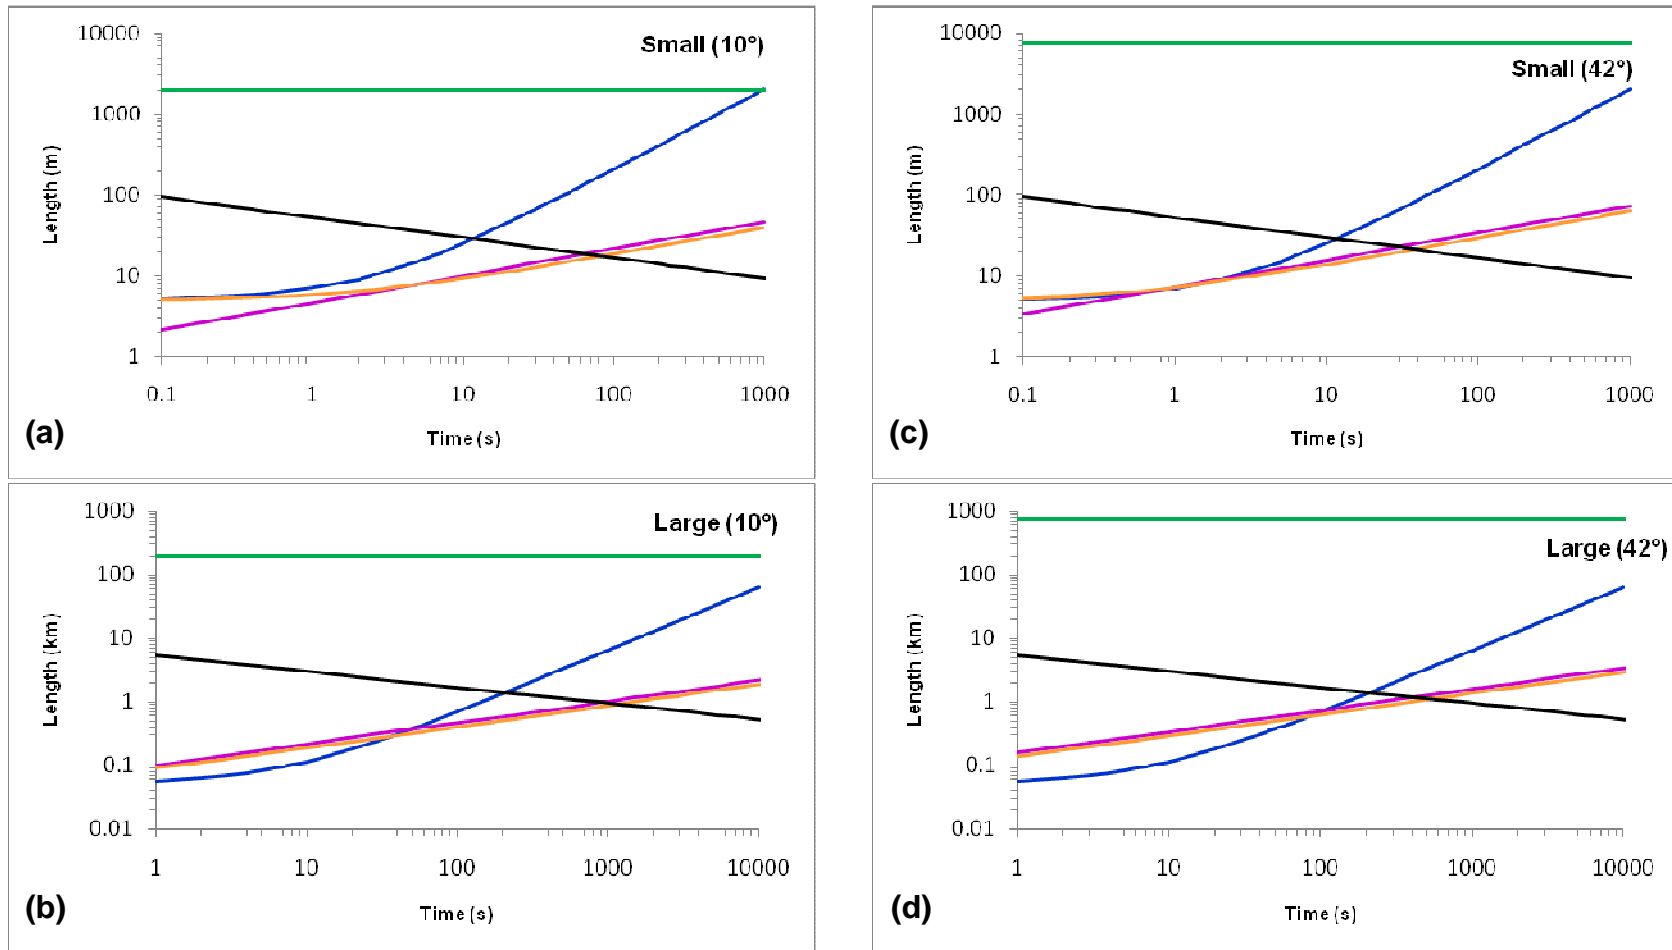 Small (10°)
10000
1000
100
10
1
Length (m)
0.1 1 10 100 1000
Time (s)
(a)
Small (42°)
10000
1000
100
10
1
Length (m)
0.1 1 10 100 1000
Time (s)
(c)
Large (10°)
1000
100
10
1
0.1
0.01
Length (km)
1 10 100 1000 10000
Time (s)
(b)
Large (42°)
1000
100
10
1
0.1
0.01
Length (km)
1 10 100 1000 10000
Time (s)
(d)